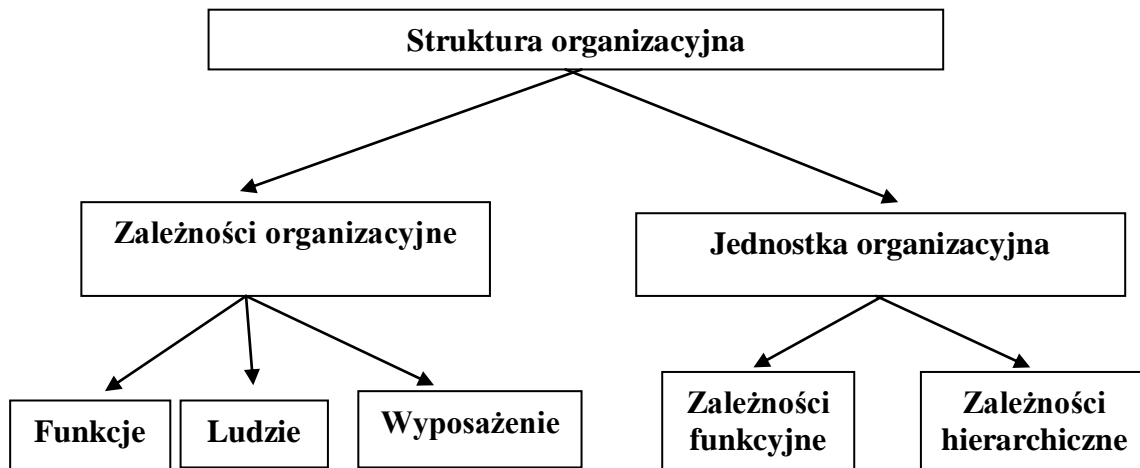 Struktura organizacyjna
Zależności organizacyjne
Jednostka organizacyjna
Funkcje
Ludzie
Wyposażenie
Zależności
funkcyjne
Zależności
hierarchiczne